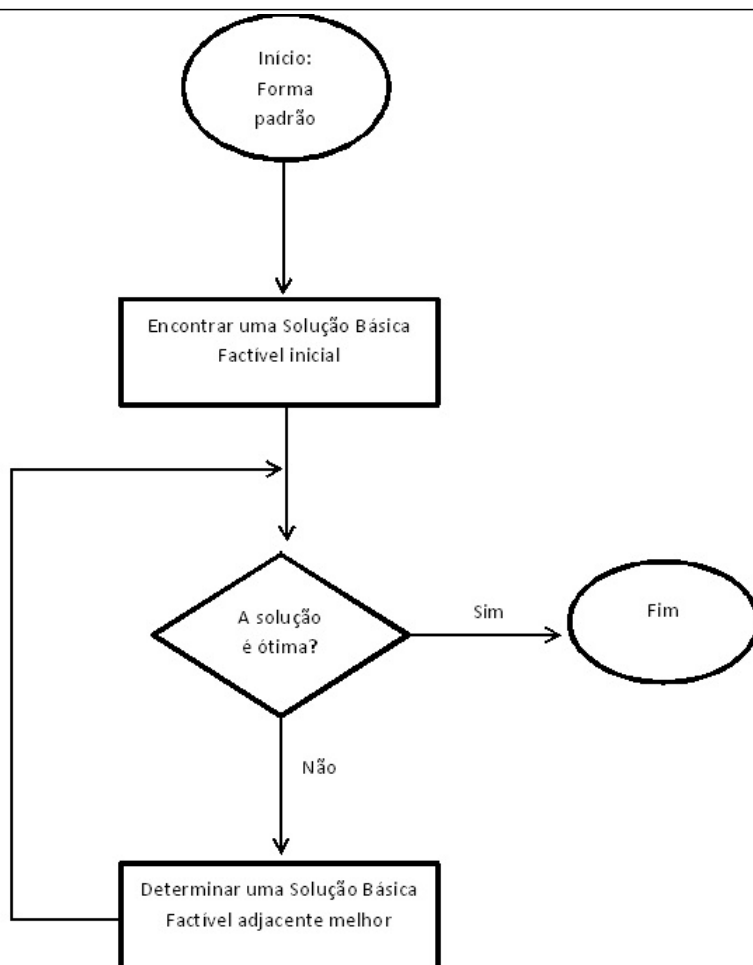 Início:
Forma
padrão
Encontrar uma Solução Básica
Factível inicial
A solução
é ótima?
Sim
Fim
Não
Determinar uma Solução Básica
Factível adjacente melhor